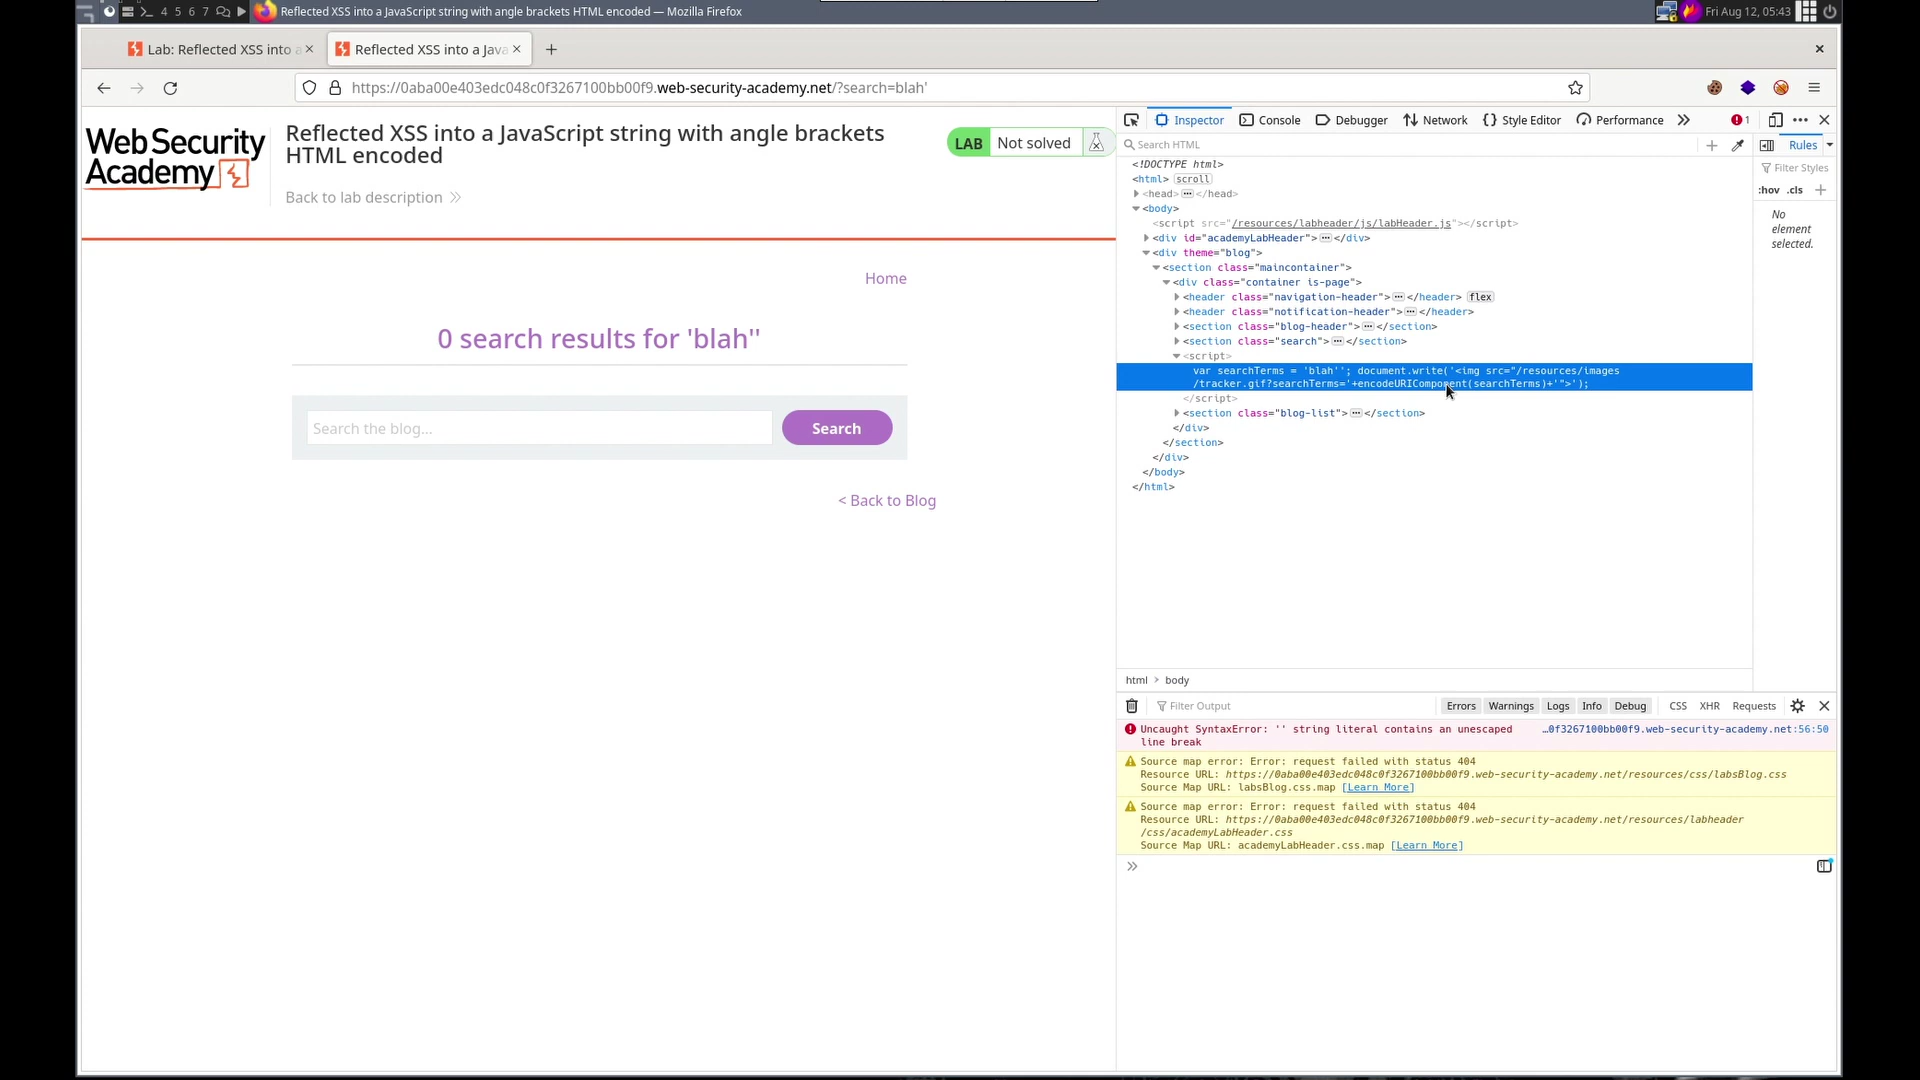 4 5 6 7
Reflected XSS into a JavaScript string with angle brackets HTML encoded — Mozilla Firefox
Fri Aug 12, 05:43
Lab: Reflected XSS into a
Reflected XSS into a Java
https://0aba00e403edc048c0f3267100bb00f9.web-security-academy.net/?search=blah'
Web Security
Academy
Reflected XSS into a JavaScript string with angle brackets
HTML encoded
Back to lab description
LAB
Not solved
Home
0 search results for 'blah''
Search the blog...
Search
< Back to Blog
Inspector
Console
Debugger
Network
Style Editor
Performance
1
Search HTML
<!DOCTYPE html>
<html> scroll
<head> </head>
<body>
<script src="/resources/labheader/js/labHeader.js"></script>
<div id="academyLabHeader"> </div>
<div theme="blog">
<section class="maincontainer">
<div class="container is-page">
<header class="navigation-header"> </header> flex
<header class="notification-header"> </header>
<section class="blog-header"> </section>
<section class="search"> </section>
<script>
var searchTerms = 'blah''; document.write('<img src="/resources/images
/tracker.gif?searchTerms='+encodeURIComponent(searchTerms)+'">');
</script>
<section class="blog-list"> </section>
</div>
</section>
</div>
</body>
</html>
html > body
Rules
Filter Styles
:hov .cls
No
element
selected.
Filter Output
Errors
Warnings
Logs
Info
Debug
CSS
XHR
Requests
Uncaught SyntaxError: '' string literal contains an unescaped …0f3267100bb00f9.web-security-academy.net:56:50
line break
Source map error: Error: request failed with status 404
Resource URL: https://0aba00e403edc048c0f3267100bb00f9.web-security-academy.net/resources/css/labsBlog.css
Source Map URL: labsBlog.css.map [Learn More]
Source map error: Error: request failed with status 404
Resource URL: https://0aba00e403edc048c0f3267100bb00f9.web-security-academy.net/resources/labheader
/css/academyLabHeader.css
Source Map URL: academyLabHeader.css.map [Learn More]